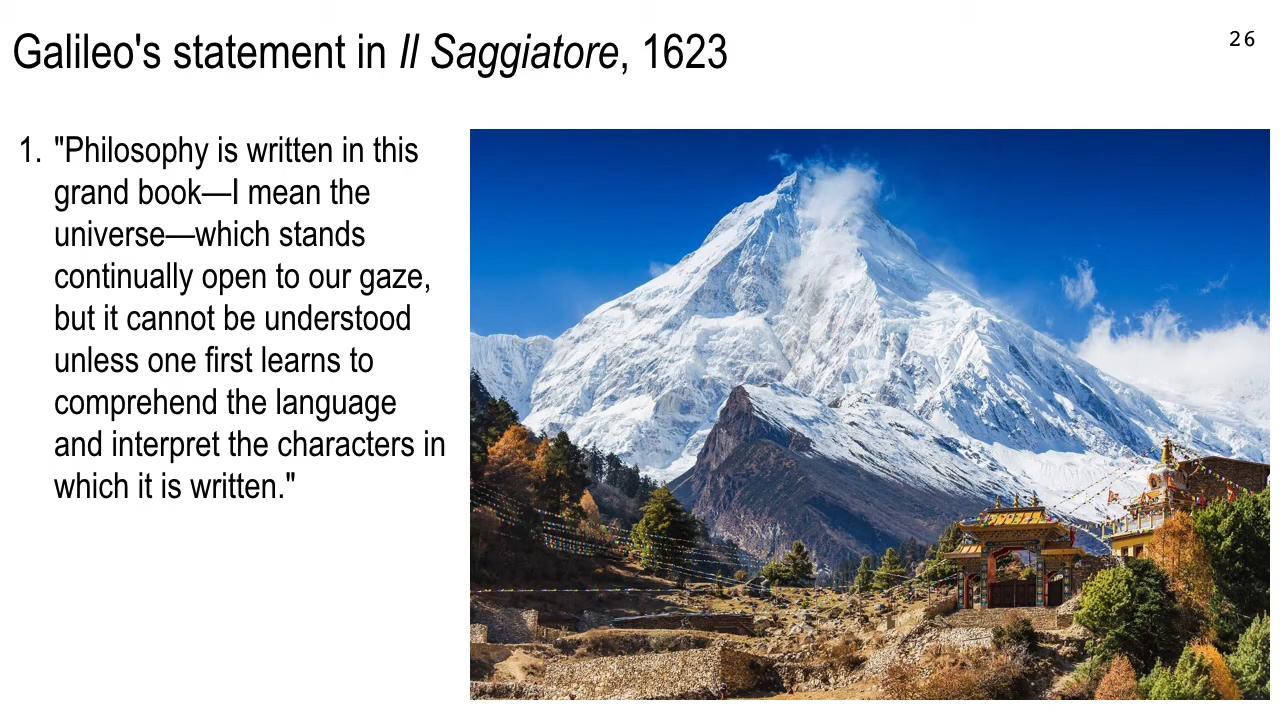 Galileo's statement in Il Saggiatore, 1623
26
1. "Philosophy is written in this
grand book—I mean the
universe—which stands
continually open to our gaze,
but it cannot be understood
unless one first learns to
comprehend the language
and interpret the characters in
which it is written."